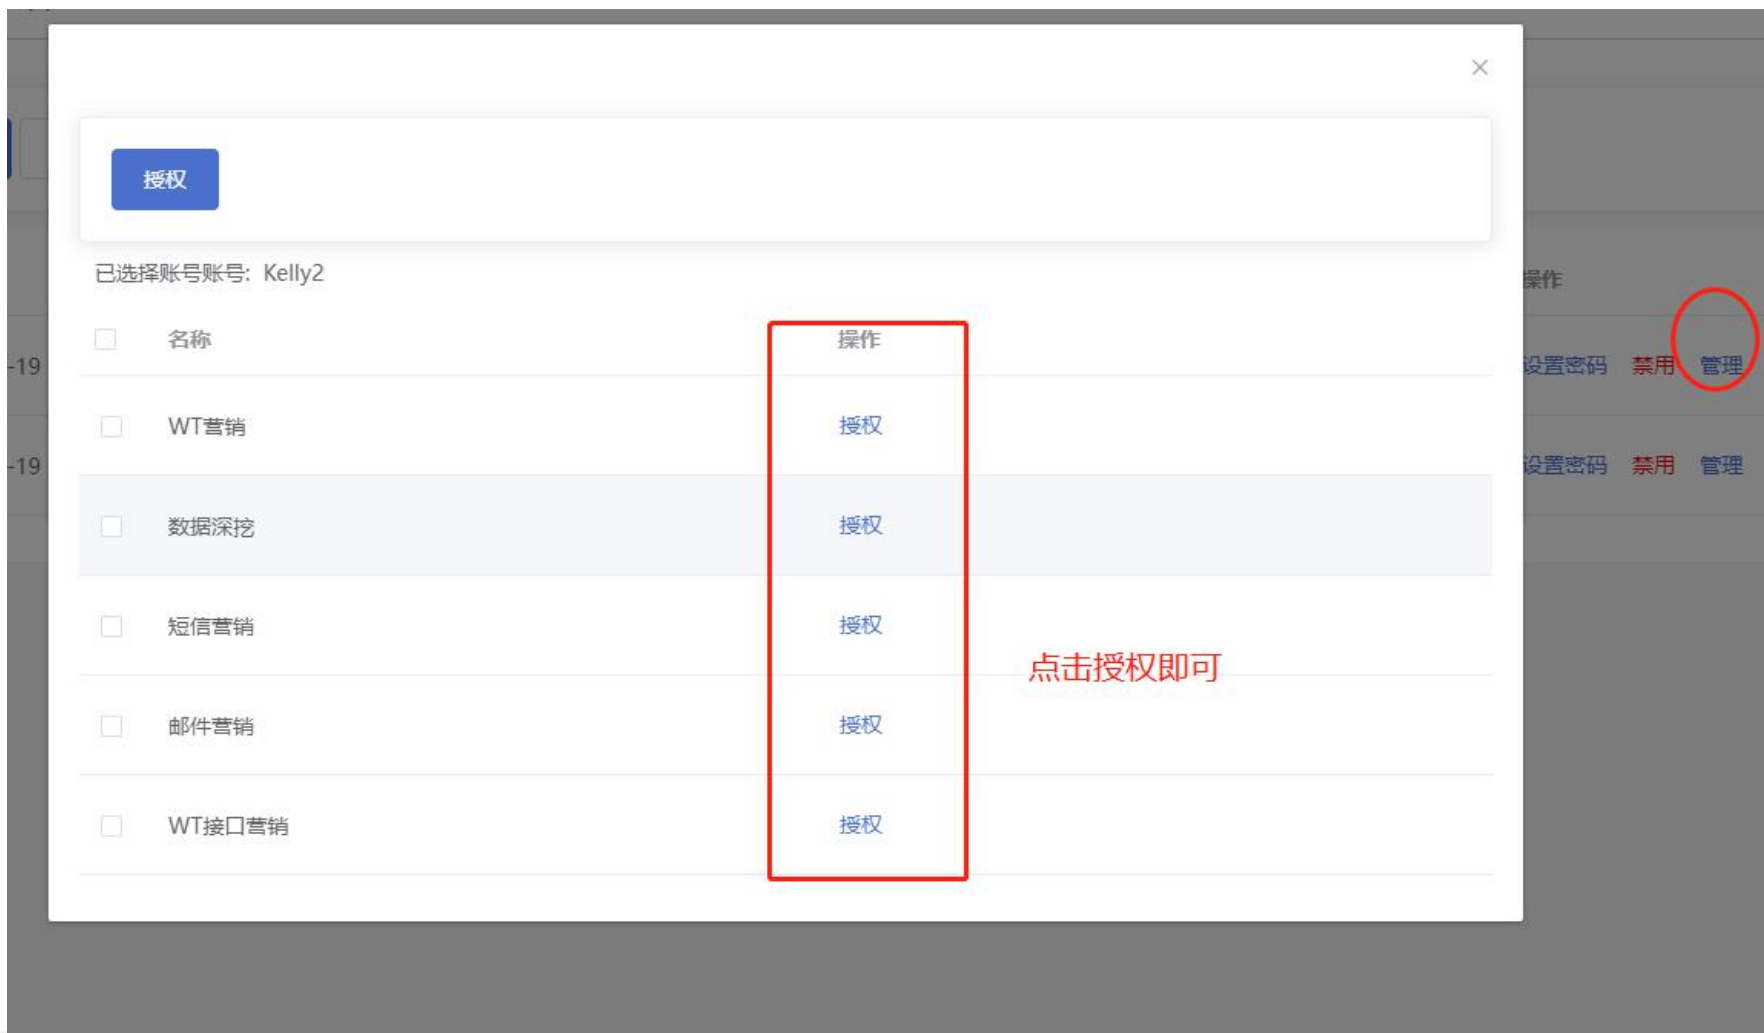 授权
已选择账号账号: Kelly2
名称 操作
操作
-19 设置密码 禁用 管理
WT营销 授权
-19 设置密码 禁用 管理
数据深挖 授权
短信营销 授权
点击授权即可
邮件营销 授权
WT接口营销 授权